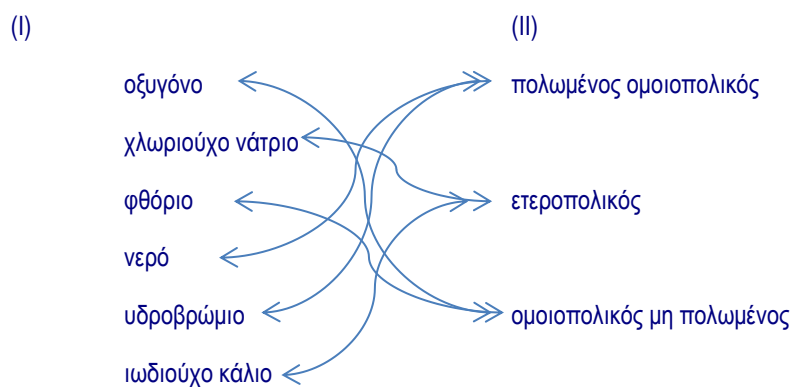 (I) (II)
οξυγόνο πολωμένος ομοιοπολικός
χλωριούχο νάτριο
φθόριο ετεροπολικός
νερό
υδροβρώμιο ομοιοπολικός μη πολωμένος
ιωδιούχο κάλιο